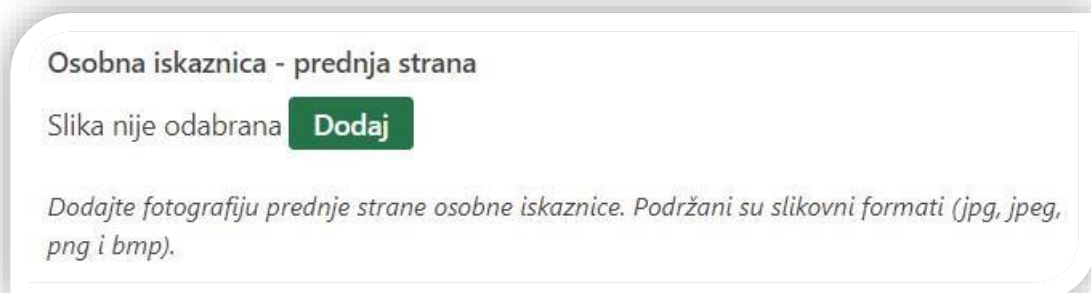 Osobna iskaznica - prednja strana
Slika nije odabrana Dodaj
Dodajte fotografiju prednje strane osobne iskaznice. Podržani su slikovni formati (jpg, jpeg,
png i bmp).